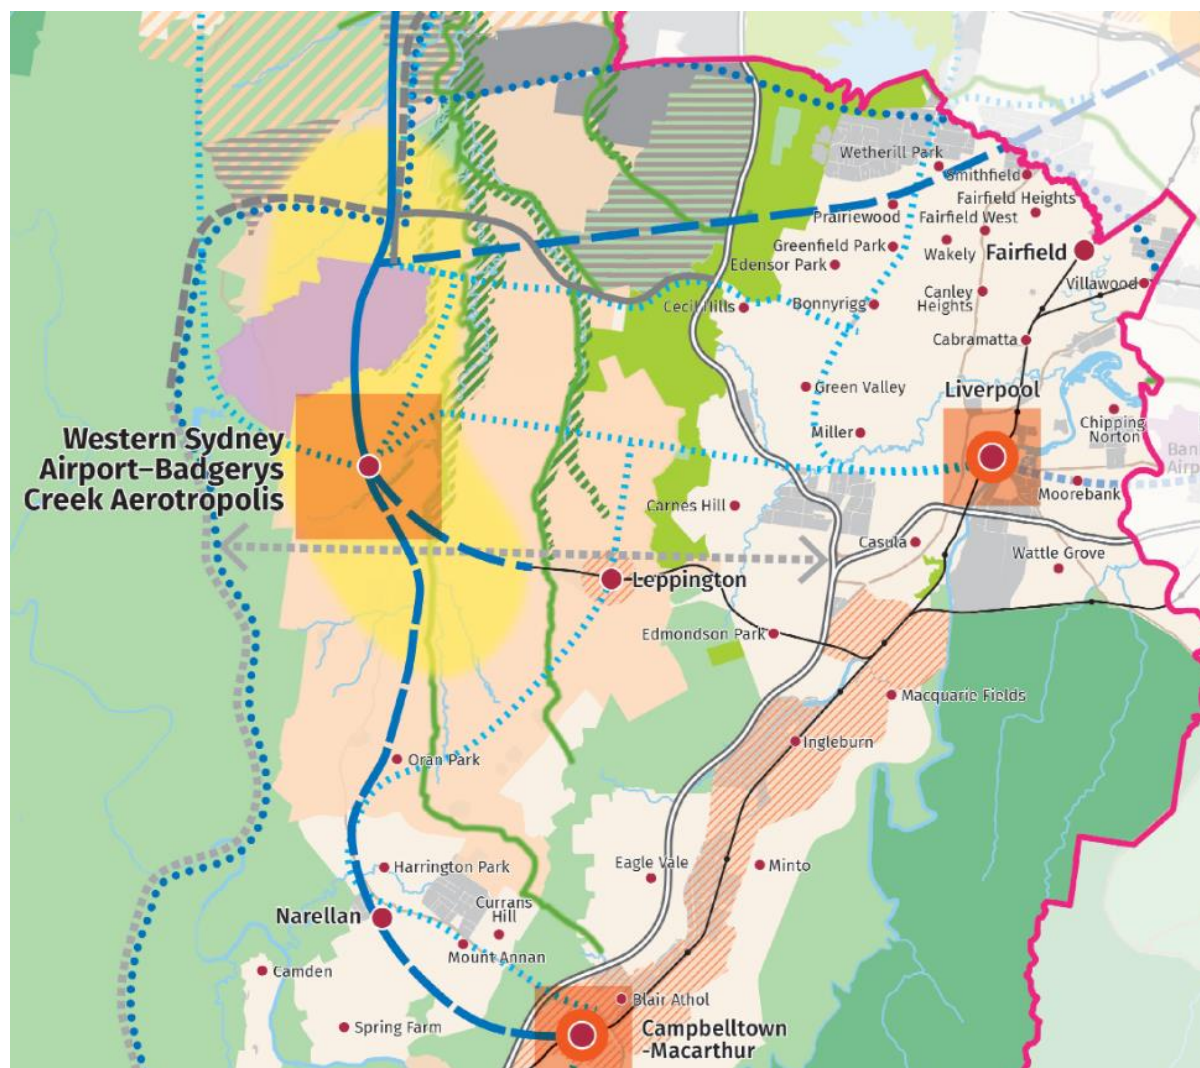 Wetherill Park
Smithfield
Fairfield Heights
Prairiewood
Fairfield West
Greenfield Park
Wakely
Fairfield
Edensor Park
Villawood
Canley
Heights
Cecil Hills
Bonnyrigg
Cabramatta
Green Valley
Liverpool
Chipping
Norton
Miller
Western Sydney
Airport–Badgerys
Creek Aerotropolis
Ban
Airp
Moorebank
Carnes Hill
Casula
Wattle Grove
Leppington
Edmondson Park
Macquarie Fields
Ingleburn
Oran Park
Eagle Vale
Minto
Harrington Park
Currans
Hill
Narellan
Mount Annan
Camden
Blair Athol
Spring Farm
Campbelltown
-Macarthur